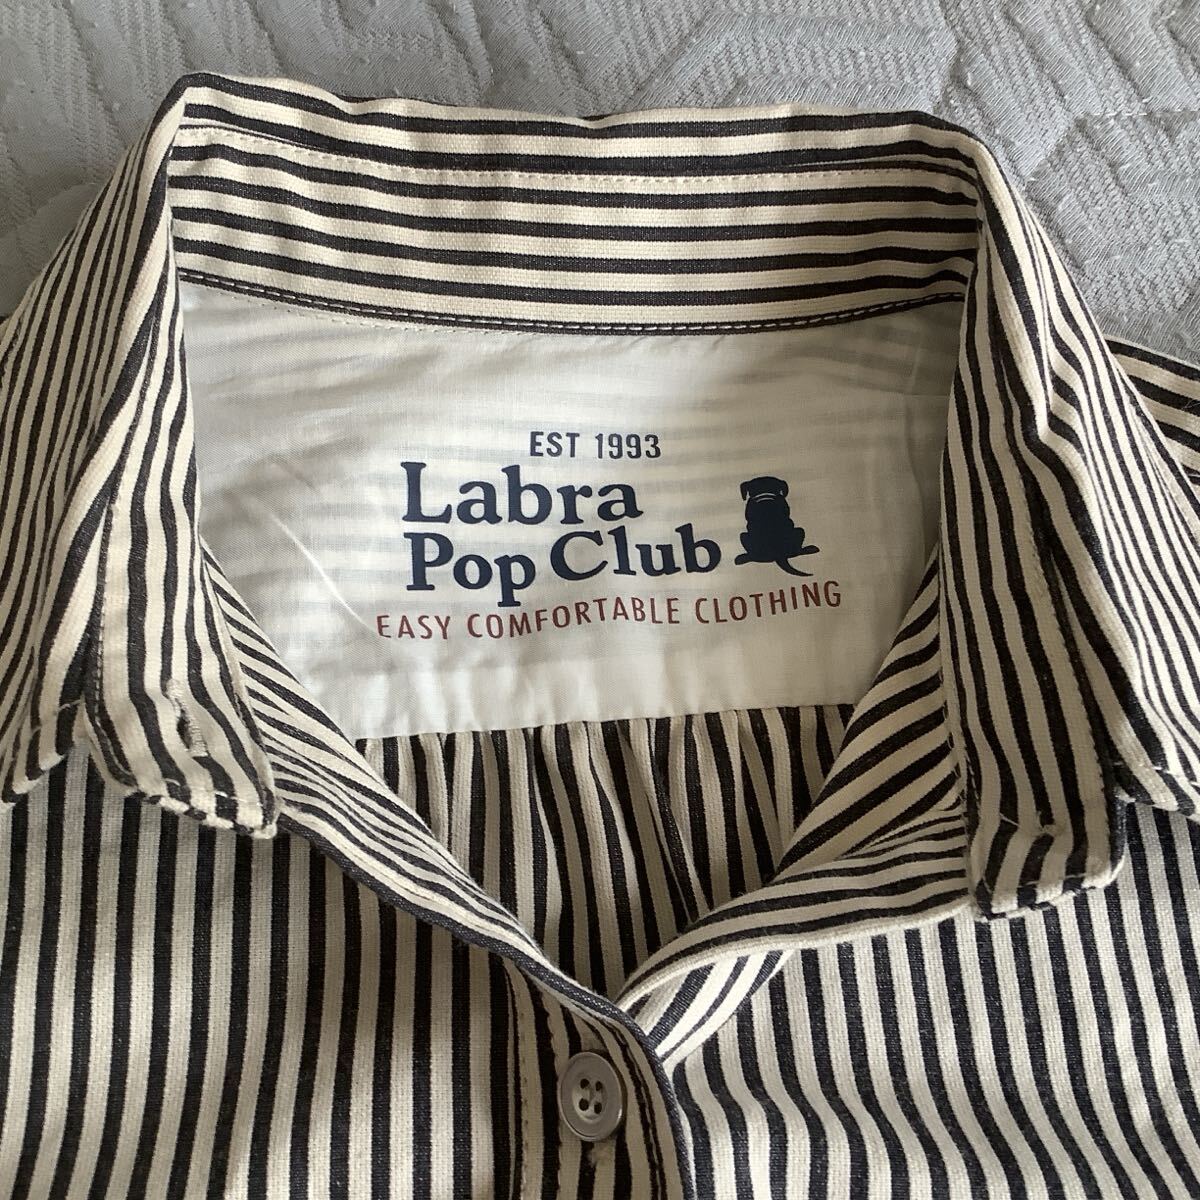 EST 1993
Labra
Pop Club
EASY COMFORTABLE CLOTHING